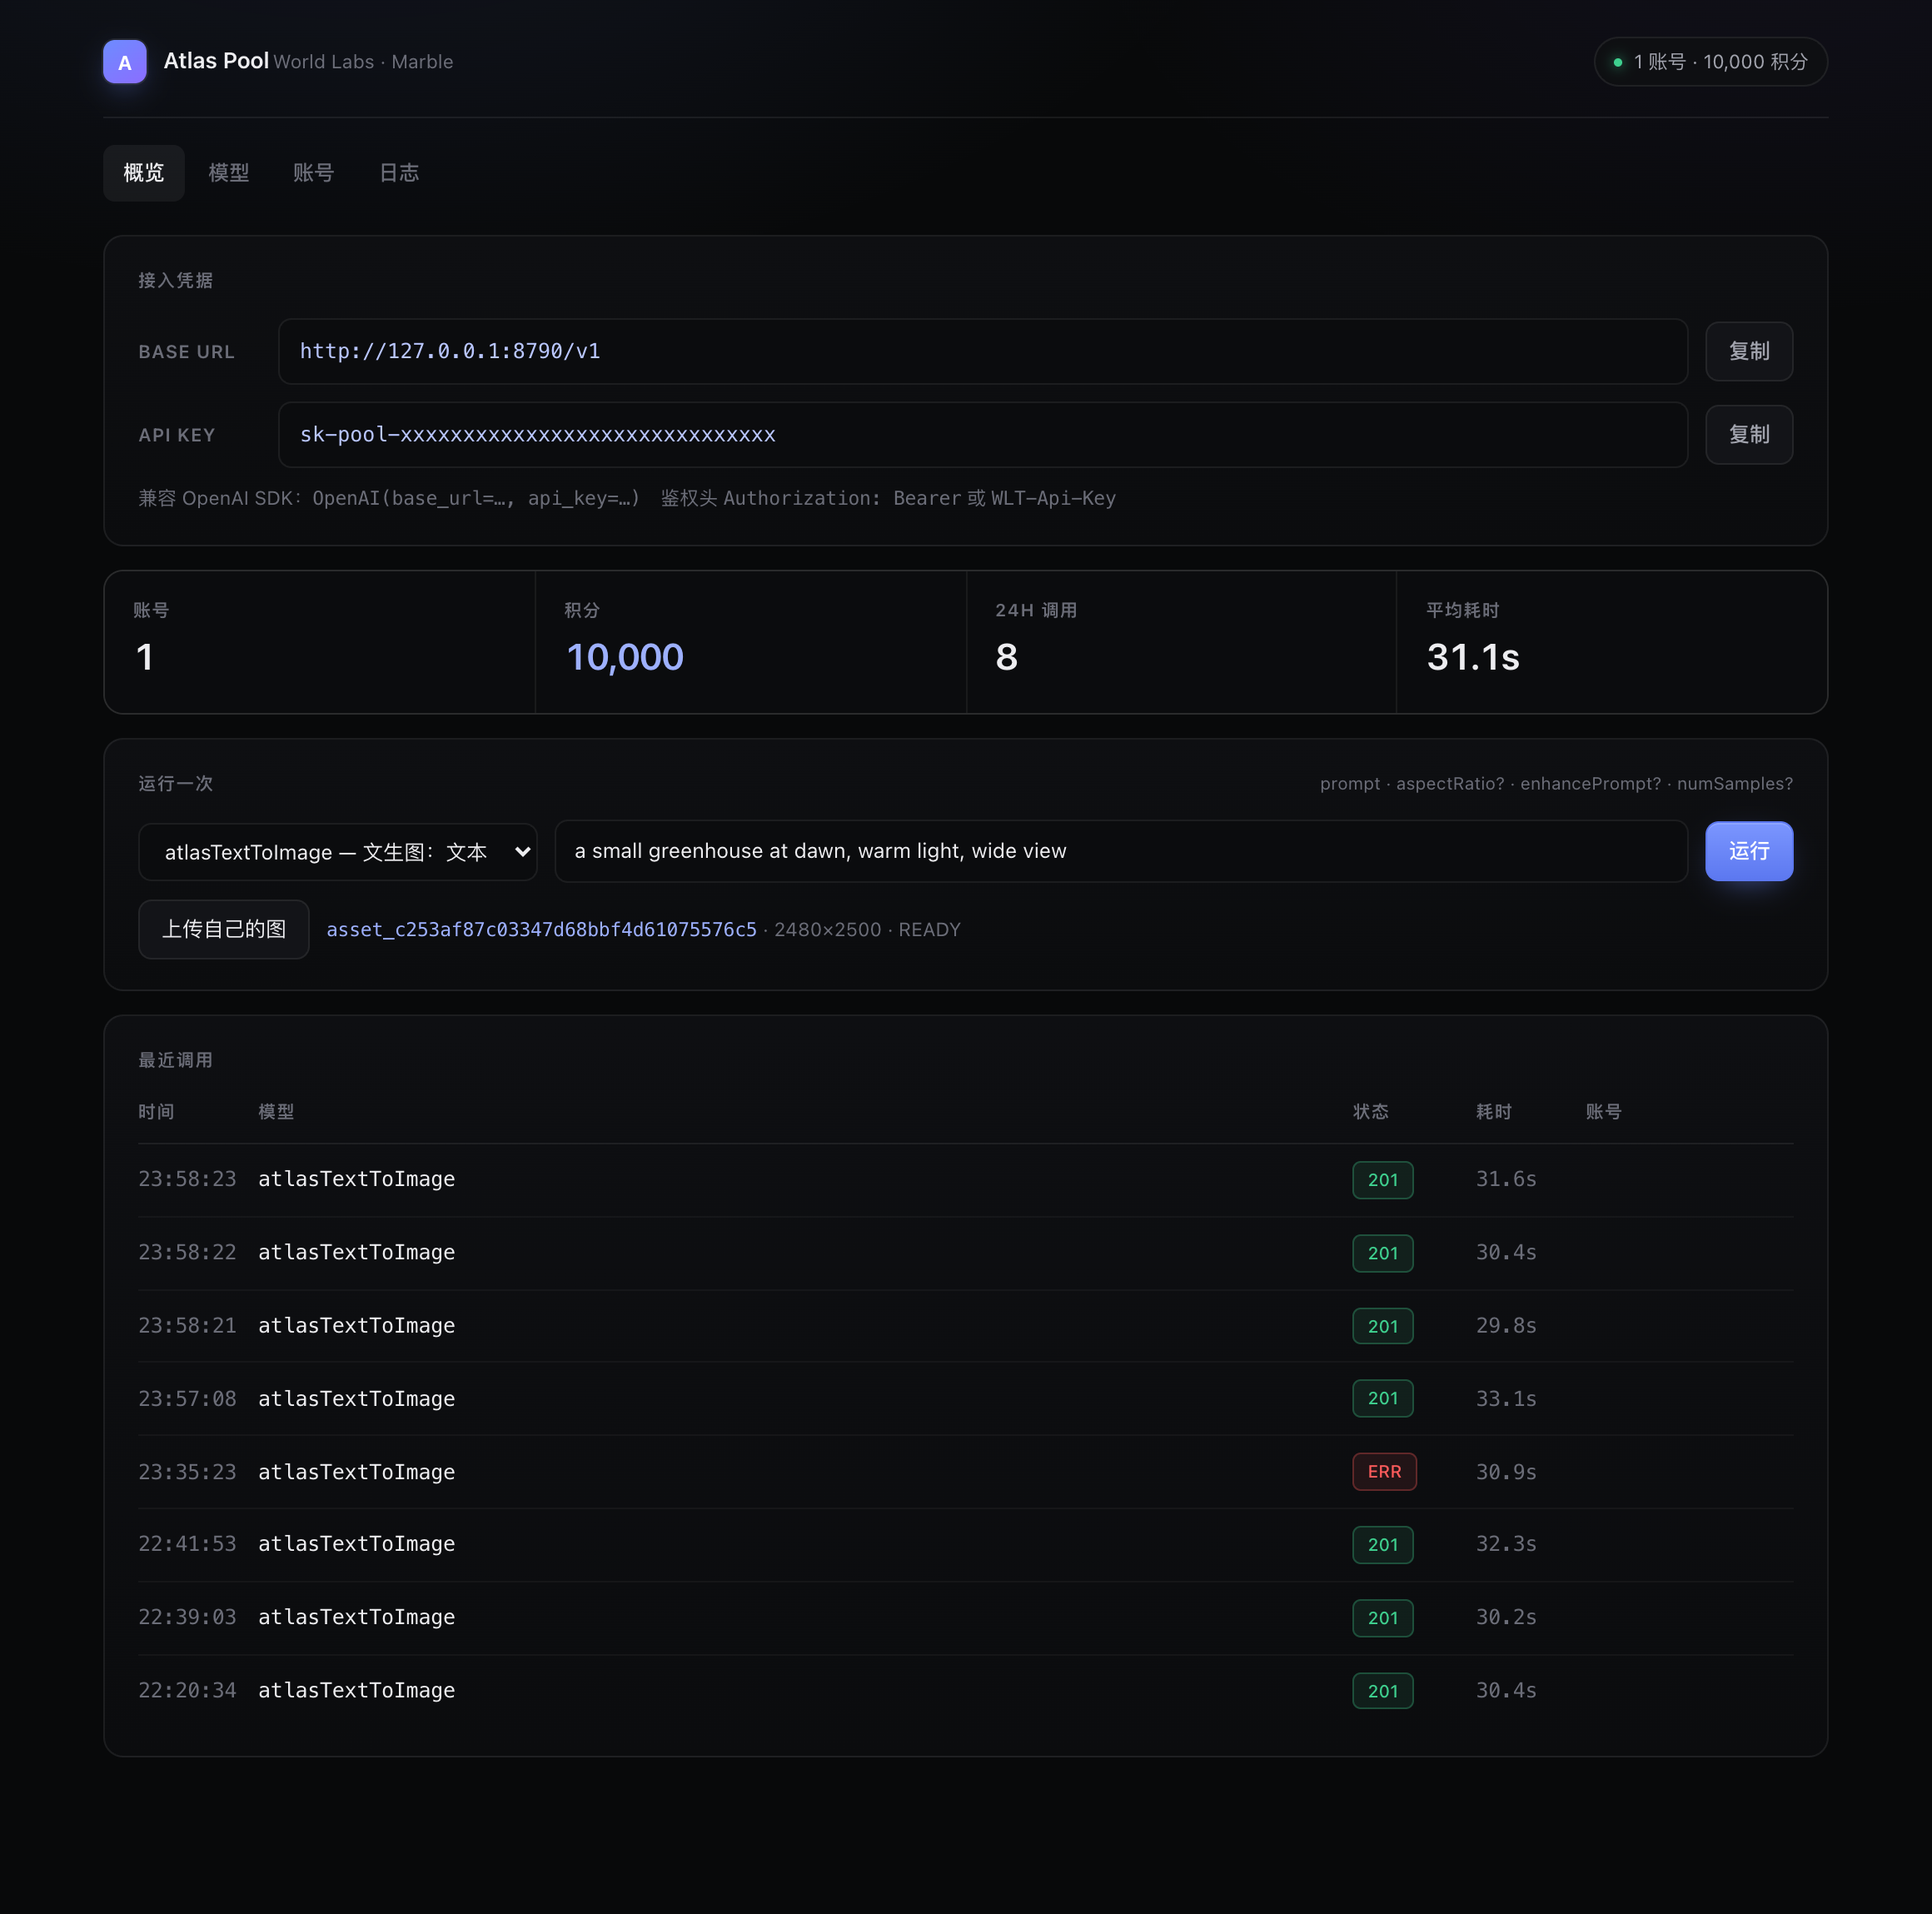 A Atlas Pool World Labs · Marble 1 账号 · 10,000 积分
概览 模型 账号 日志
接入凭据
BASE URL http://127.0.0.1:8790/v1 复制
API KEY sk-pool-xxxxxxxxxxxxxxxxxxxxxxxxxxxxxx 复制
兼容 OpenAI SDK: OpenAI(base_url=…, api_key=…) 鉴权头 Authorization: Bearer 或 WLT-Api-Key
账号 积分 24H 调用 平均耗时
1 10,000 8 31.1s
运行一次 prompt · aspectRatio? · enhancePrompt? · numSamples?
atlasTextToImage — 文生图：文本 a small greenhouse at dawn, warm light, wide view 运行
上传自己的图 asset_c253af87c03347d68bbf4d61075576c5 · 2480×2500 · READY
最近调用
时间 模型 状态 耗时 账号
23:58:23 atlasTextToImage 201 31.6s
23:58:22 atlasTextToImage 201 30.4s
23:58:21 atlasTextToImage 201 29.8s
23:57:08 atlasTextToImage 201 33.1s
23:35:23 atlasTextToImage ERR 30.9s
22:41:53 atlasTextToImage 201 32.3s
22:39:03 atlasTextToImage 201 30.2s
22:20:34 atlasTextToImage 201 30.4s